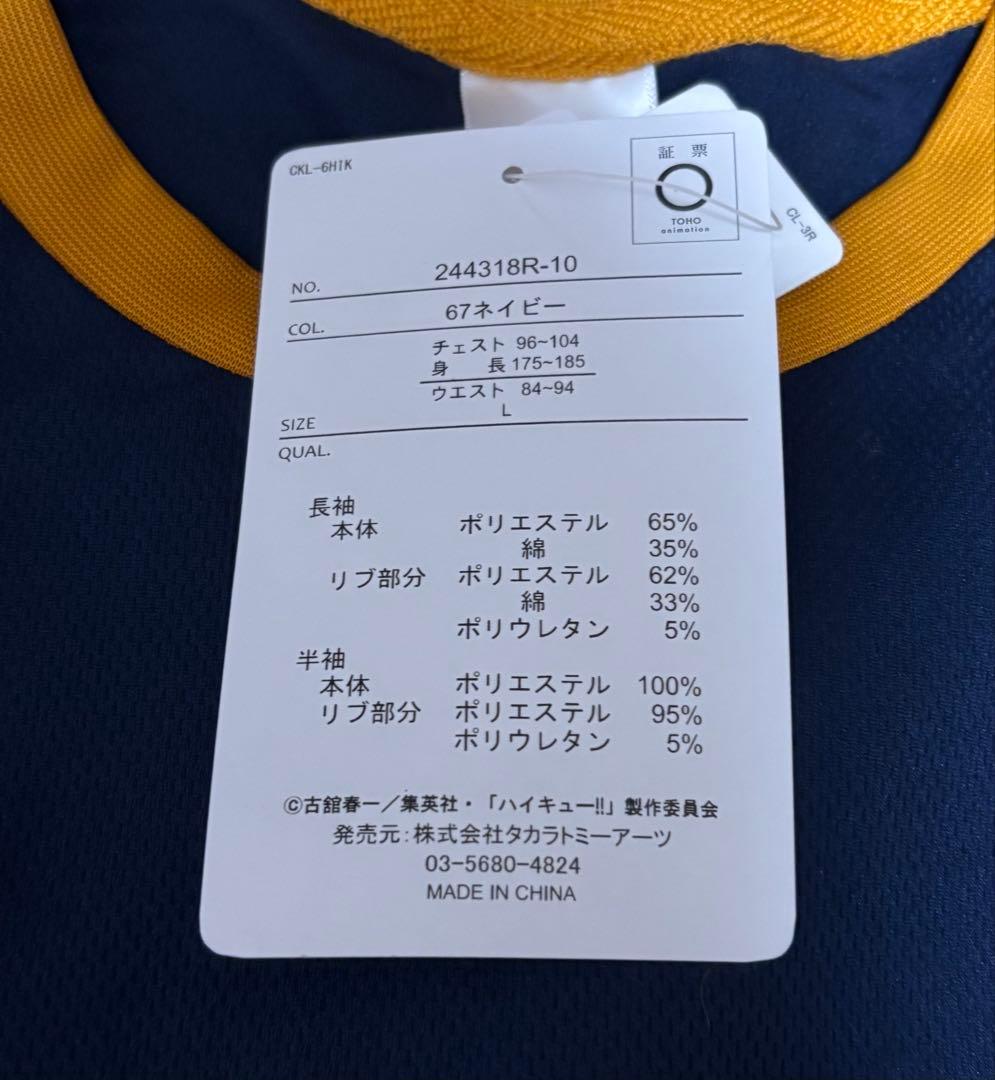 CKL-6HIK
証 票
TOHO
animation
CL-3R
NO. 244318R-10
COL. 67ネイビー
チェスト 96~104
身 長 175~185
ウエスト 84~94
SIZE L
QUAL.
長袖
本体 ポリエステル 65%
綿 35%
リブ部分 ポリエステル 62%
綿 33%
ポリウレタン 5%
半袖
本体 ポリエステル 100%
リブ部分 ポリエステル 95%
ポリウレタン 5%
©古舘春一／集英社・「ハイキュー!!」製作委員会
発売元:株式会社タカラトミーアーツ
03-5680-4824
MADE IN CHINA